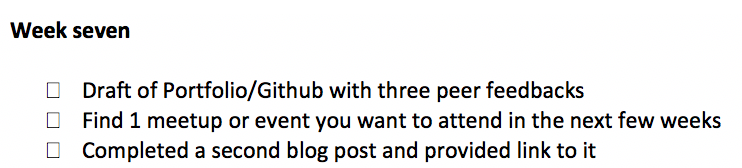 Week seven
☐ Draft of Portfolio/Github with three peer feedbacks
☐ Find 1 meetup or event you want to attend in the next few weeks
☐ Completed a second blog post and provided link to it